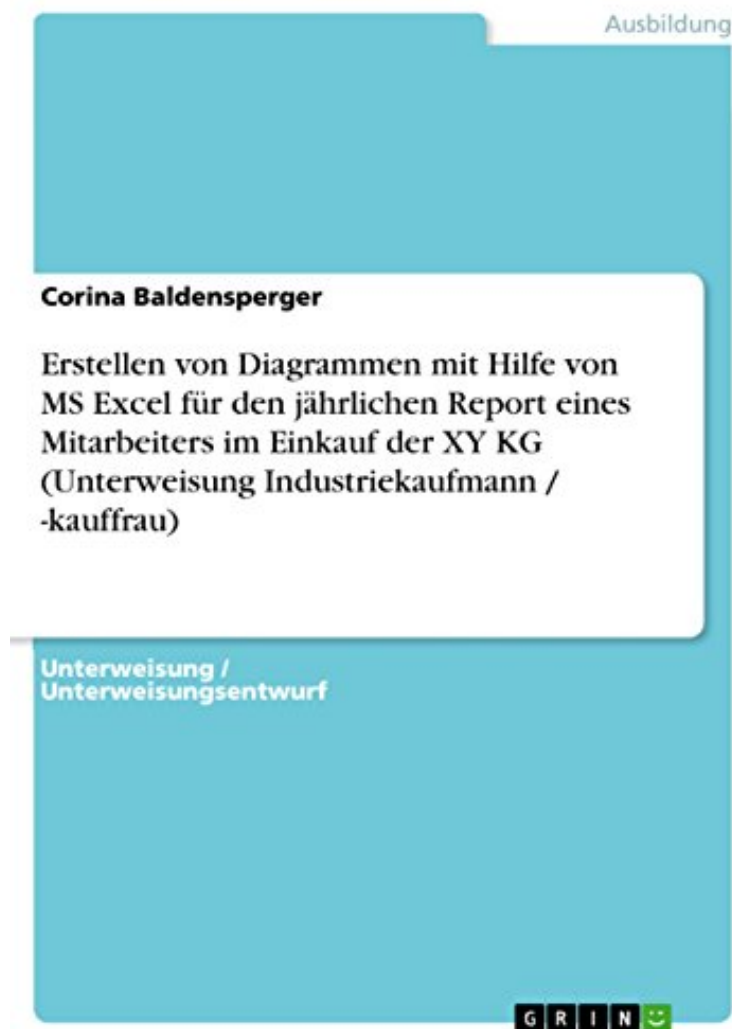 Ausbildung
Corina Baldensperger
Erstellen von Diagrammen mit Hilfe von
MS Excel für den jährlichen Report eines
Mitarbeiters im Einkauf der XY KG
(Unterweisung Industriekaufmann /
-kauffrau)
Unterweisung /
Unterweisungsentwurf
GRIN